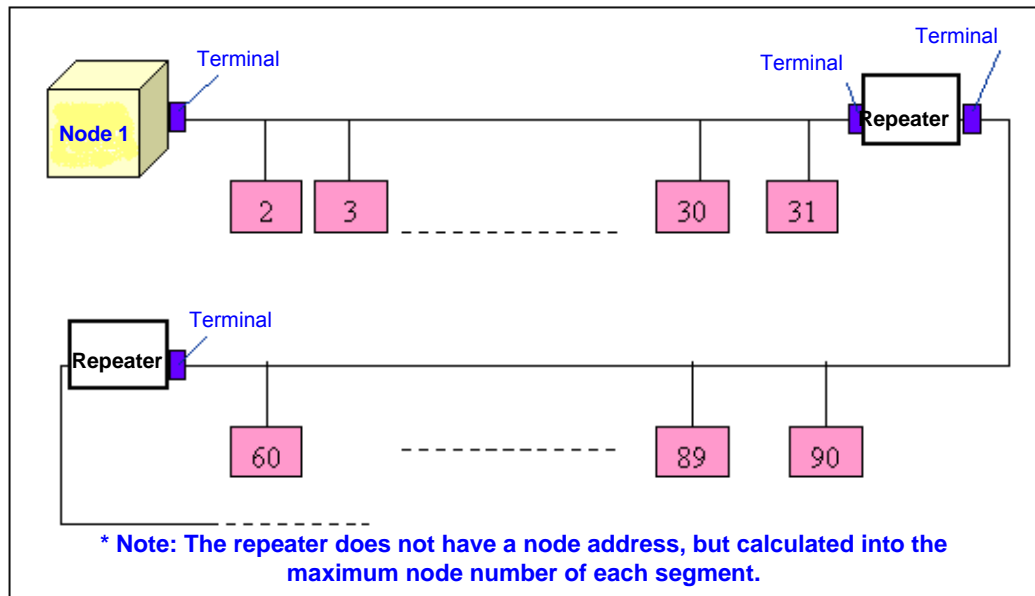 Terminal
Terminal
Terminal
Node 1
Repeater
2
3
30
31
Terminal
Repeater
60
89
90
* Note: The repeater does not have a node address, but calculated into the
maximum node number of each segment.